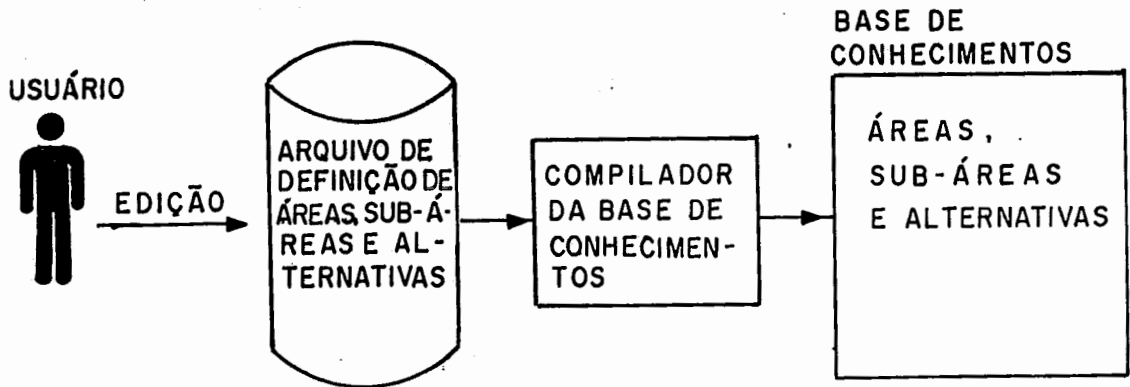 USUÁRIO
EDIÇÃO
ARQUIVO DE
DEFINIÇÃO DE
ÁREAS, SUB-Á-
REAS E AL-
TERNATIVAS
COMPILADOR
DA BASE DE
CONHECIMEN-
TOS
BASE DE
CONHECIMENTOS
ÁREAS,
SUB-ÁREAS
E ALTERNATIVAS